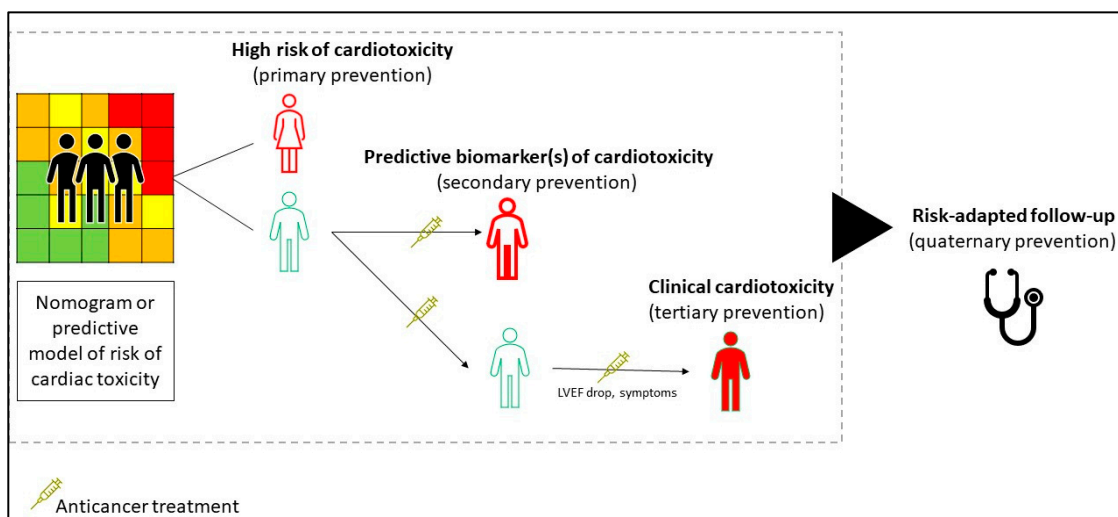 High risk of cardiotoxicity
(primary prevention)
Predictive biomarker(s) of cardiotoxicity
(secondary prevention)
Risk-adapted follow-up
(quaternary prevention)
Clinical cardiotoxicity
(tertiary prevention)
Nomogram or
predictive
model of risk of
cardiac toxicity
LVEF drop, symptoms
Anticancer treatment